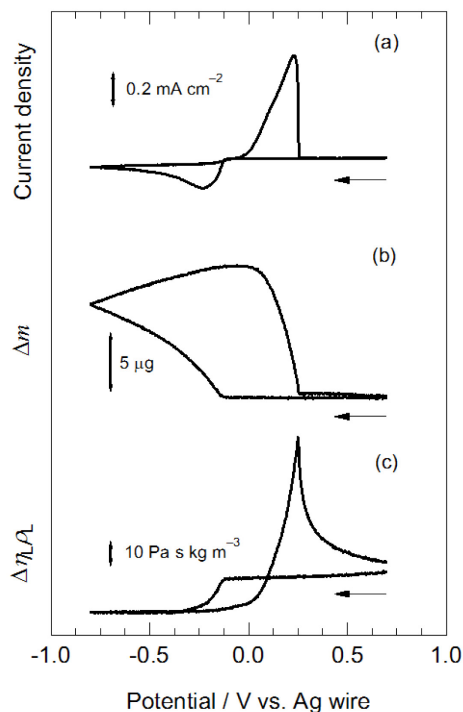 (a)
0.2 mA cm⁻²
Current density
(b)
5 µg
Δm
(c)
10 Pa s kg m⁻³
Δη_Lρ_L
-1.0 -0.5 0.0 0.5 1.0
Potential / V vs. Ag wire